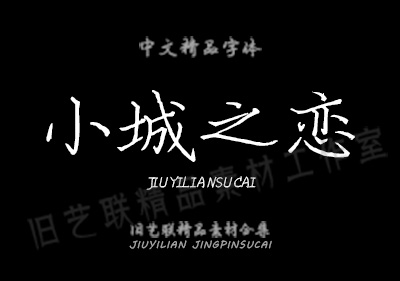 中文精品字体
小城之恋
JIUYILIANSUCAI
旧艺联精品素材工作室
旧艺联精品素材合集
JIUYILIAN JINGPINSUCAI